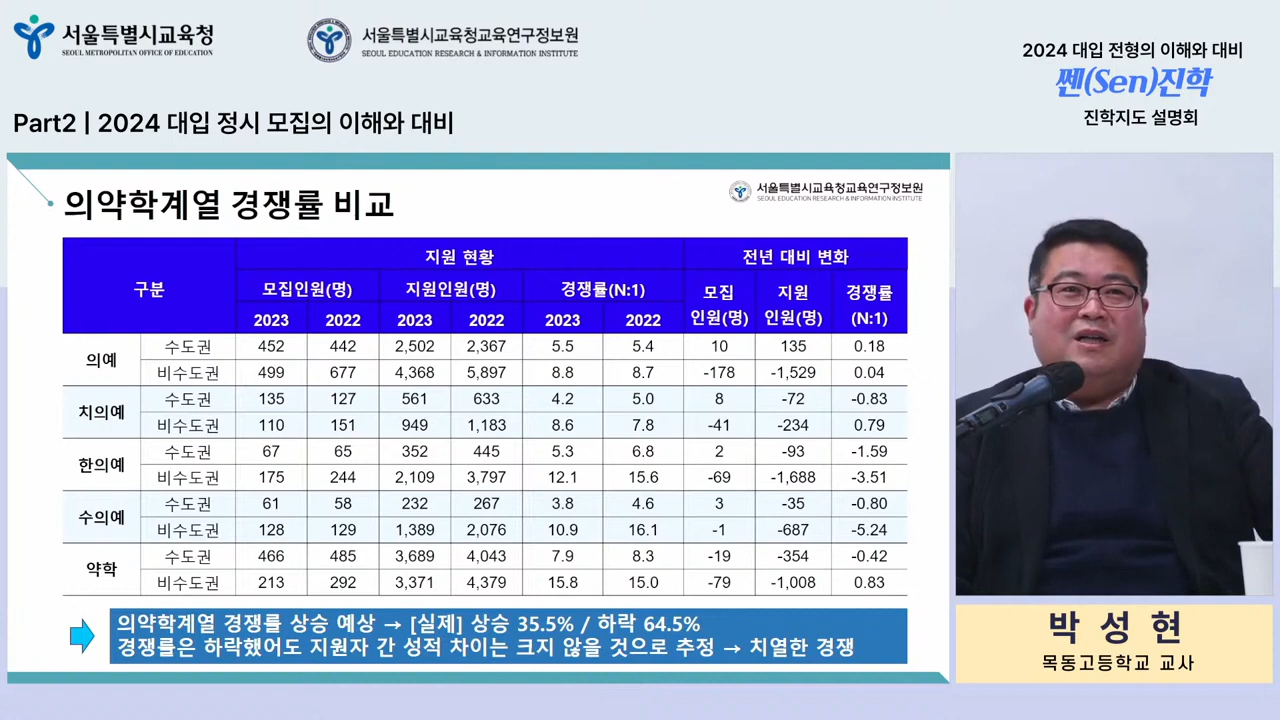 서울특별시교육청
SEOUL METROPOLITAN OFFICE OF EDUCATION
서울특별시교육청교육연구정보원
SEOUL EDUCATION RESEARCH & INFORMATION INSTITUTE
2024 대입 전형의 이해와 대비
쎈(Sen)진학
진학지도 설명회
Part2 | 2024 대입 정시 모집의 이해와 대비
의약학계열 경쟁률 비교
서울특별시교육청교육연구정보원
SEOUL EDUCATION RESEARCH & INFORMATION INSTITUTE
구분 지원 현황 전년 대비 변화
모집인원(명) 지원인원(명) 경쟁률(N:1) 모집 인원(명) 지원 인원(명) 경쟁률 (N:1)
2023 2022 2023 2022 2023 2022
의예 수도권 452 442 2,502 2,367 5.5 5.4 10 135 0.18
비수도권 499 677 4,368 5,897 8.8 8.7 -178 -1,529 0.04
치의예 수도권 135 127 561 633 4.2 5.0 8 -72 -0.83
비수도권 110 151 949 1,183 8.6 7.8 -41 -234 0.79
한의예 수도권 67 65 352 445 5.3 6.8 2 -93 -1.59
비수도권 175 244 2,109 3,797 12.1 15.6 -69 -1,688 -3.51
수의예 수도권 61 58 232 267 3.8 4.6 3 -35 -0.80
비수도권 128 129 1,389 2,076 10.9 16.1 -1 -687 -5.24
약학 수도권 466 485 3,689 4,043 7.9 8.3 -19 -354 -0.42
비수도권 213 292 3,371 4,379 15.8 15.0 -79 -1,008 0.83
의약학계열 경쟁률 상승 예상 → [실제] 상승 35.5% / 하락 64.5%
경쟁률은 하락했어도 지원자 간 성적 차이는 크지 않을 것으로 추정 → 치열한 경쟁
박성현
목동고등학교 교사